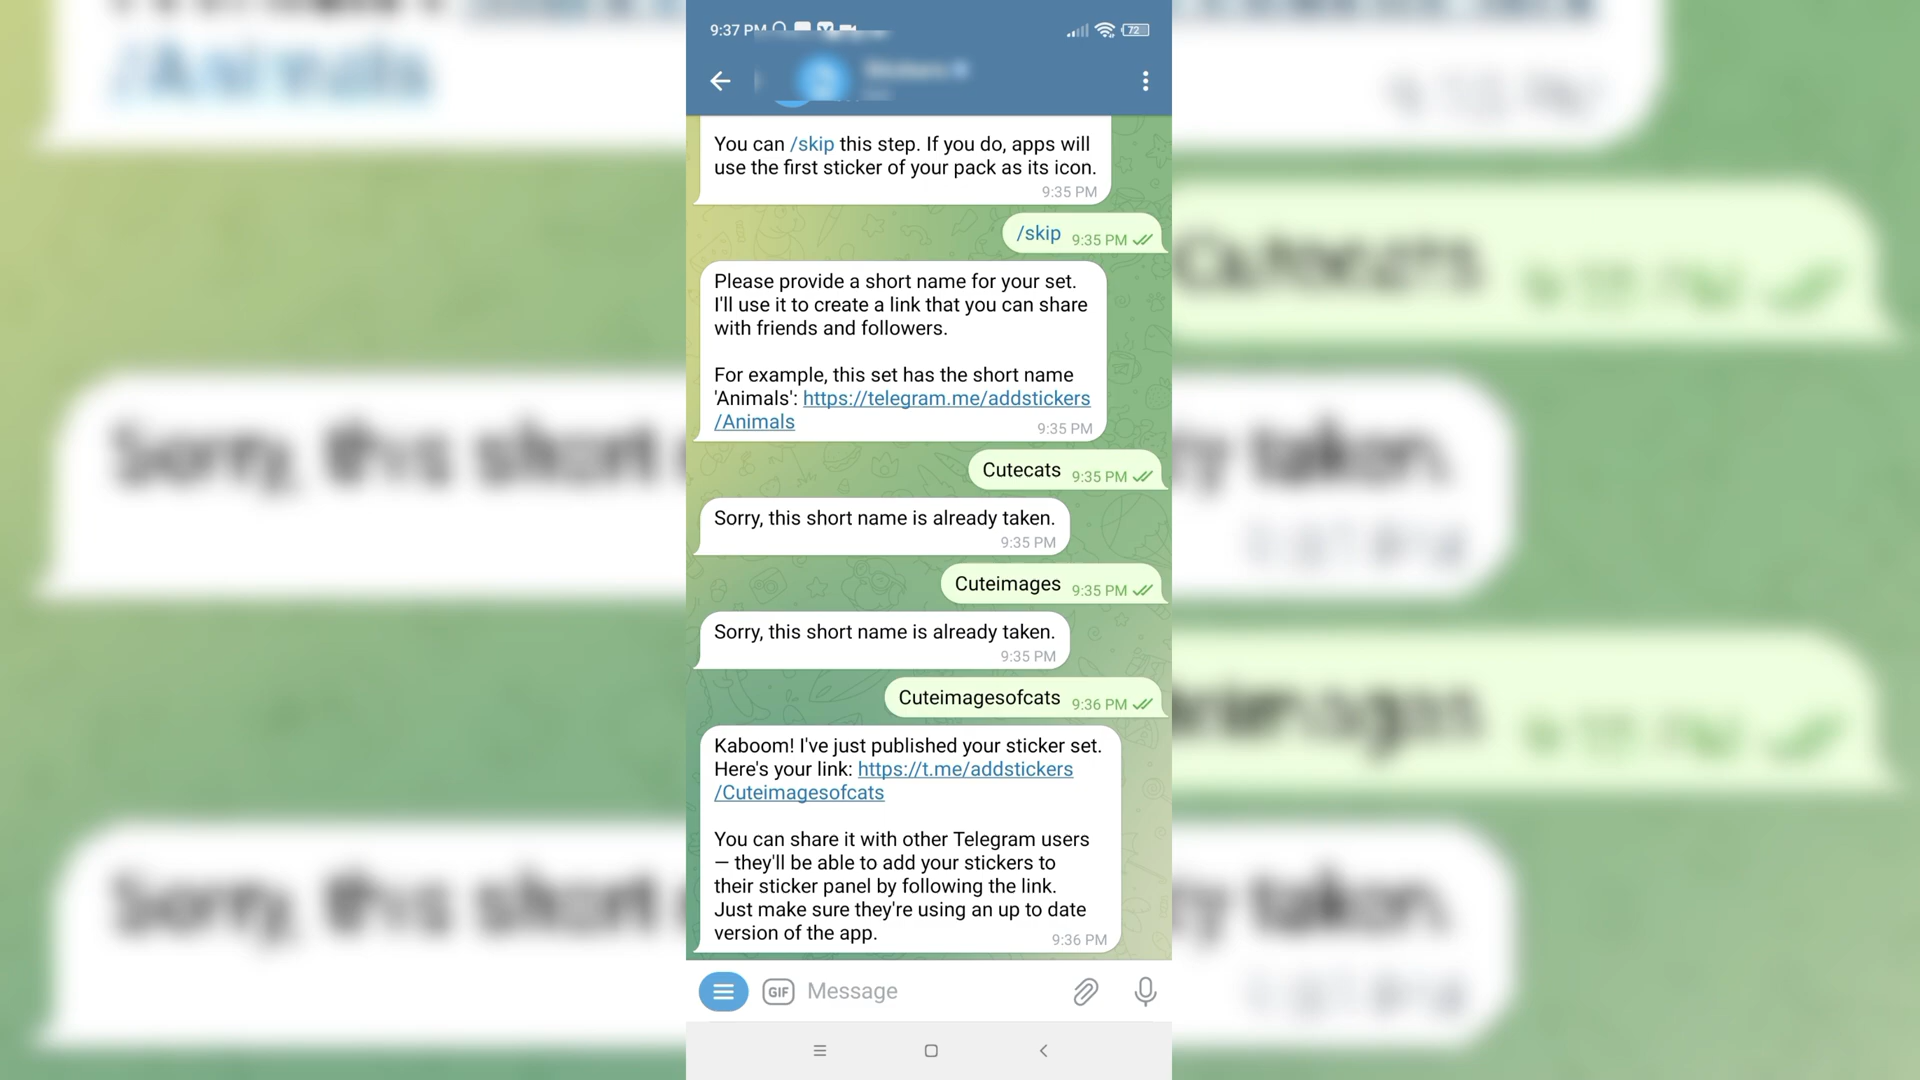 9:37 PM
72
Stickers
You can /skip this step. If you do, apps will
use the first sticker of your pack as its icon.
9:35 PM
/skip 9:35 PM
Please provide a short name for your set.
I'll use it to create a link that you can share
with friends and followers.
For example, this set has the short name
'Animals': https://telegram.me/addstickers
/Animals
9:35 PM
Cutecats 9:35 PM
Sorry, this short name is already taken.
9:35 PM
Cuteimages 9:35 PM
Sorry, this short name is already taken.
9:35 PM
Cuteimagesofcats 9:36 PM
Kaboom! I've just published your sticker set.
Here's your link: https://t.me/addstickers
/Cuteimagesofcats
You can share it with other Telegram users
— they'll be able to add your stickers to
their sticker panel by following the link.
Just make sure they're using an up to date
version of the app.
9:36 PM
GIF Message